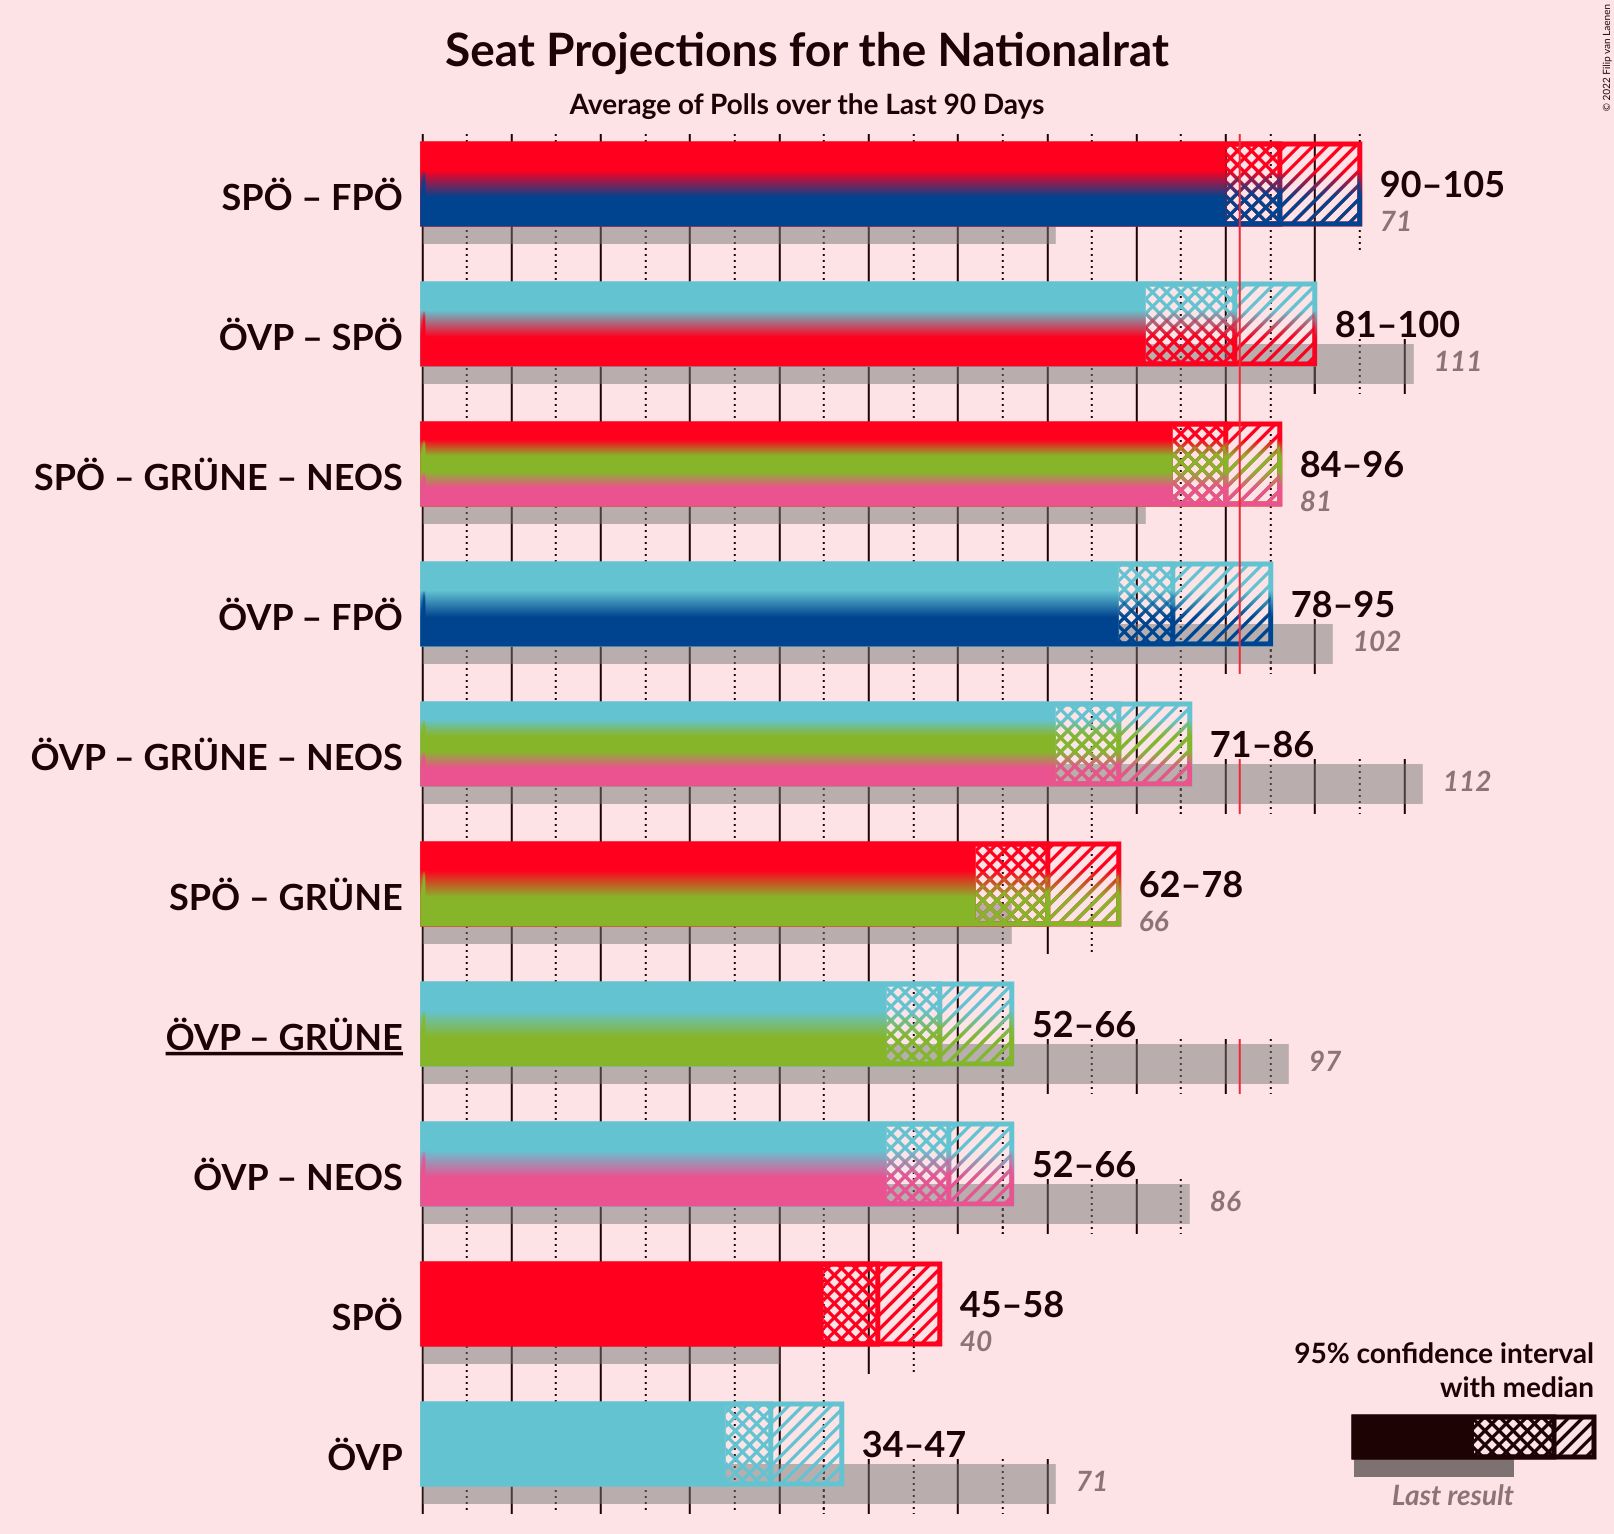 Seat Projections for the Nationalrat
Average of Polls over the Last 90 Days
© 2022 Filip van Laenen
SPÖ – FPÖ
90–105
71
ÖVP – SPÖ
81–100
111
SPÖ – GRÜNE – NEOS
84–96
81
ÖVP – FPÖ
78–95
102
ÖVP – GRÜNE – NEOS
71–86
112
SPÖ – GRÜNE
62–78
66
ÖVP – GRÜNE
52–66
97
ÖVP – NEOS
52–66
86
SPÖ
45–58
40
ÖVP
34–47
71
95% confidence interval
with median
Last result